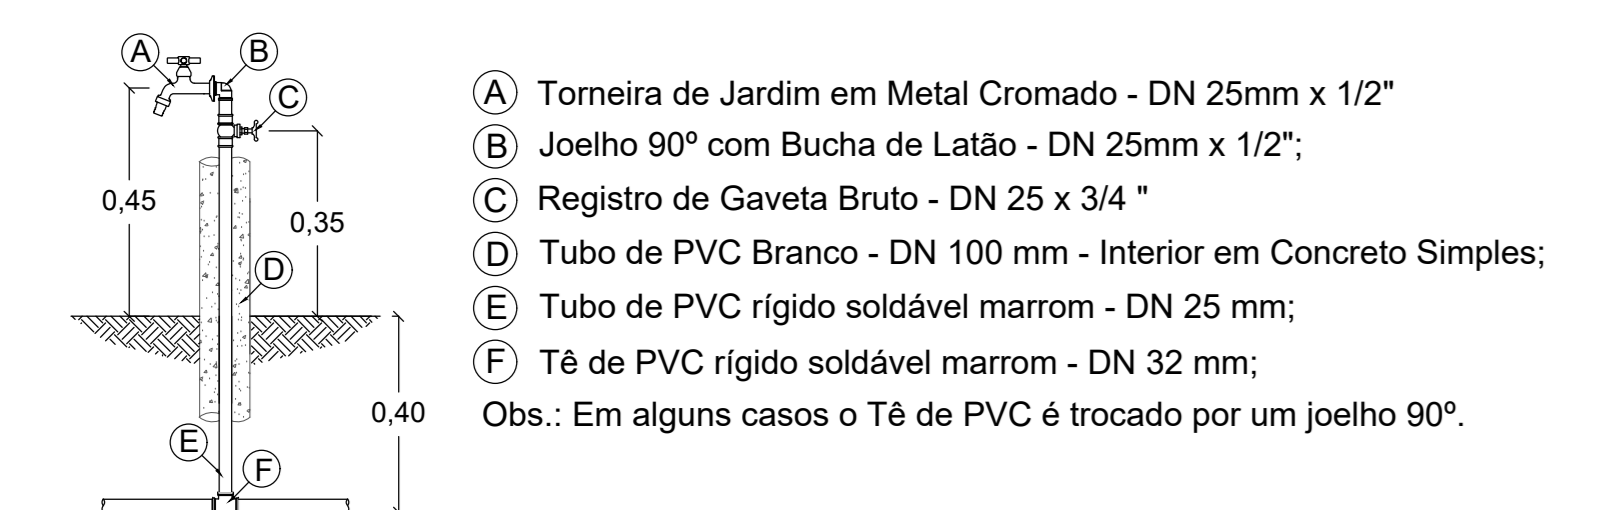 A
B
C
0,45
0,35
D
0,40
E
F
A Torneira de Jardim em Metal Cromado - DN 25mm x 1/2"
B Joelho 90º com Bucha de Latão - DN 25mm x 1/2";
C Registro de Gaveta Bruto - DN 25 x 3/4 "
D Tubo de PVC Branco - DN 100 mm - Interior em Concreto Simples;
E Tubo de PVC rígido soldável marrom - DN 25 mm;
F Tê de PVC rígido soldável marrom - DN 32 mm;
Obs.: Em alguns casos o Tê de PVC é trocado por um joelho 90º.